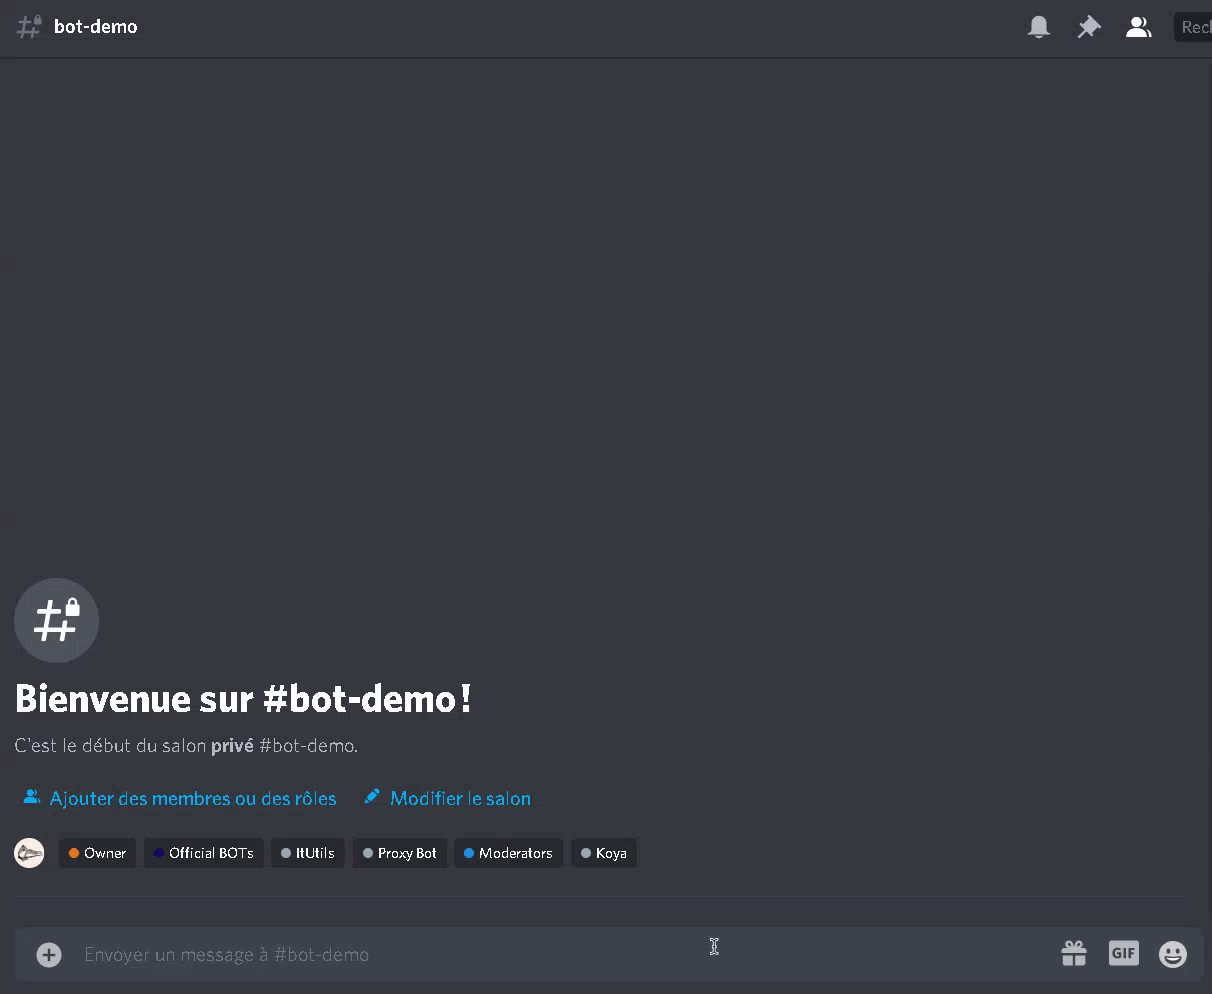 bot-demo
Bienvenue sur #bot-demo !
C'est le début du salon privé #bot-demo.
Ajouter des membres ou des rôles Modifier le salon
Owner Official BOTs ItUtils Proxy Bot Moderators Koya
Envoyer un message à #bot-demo GIF